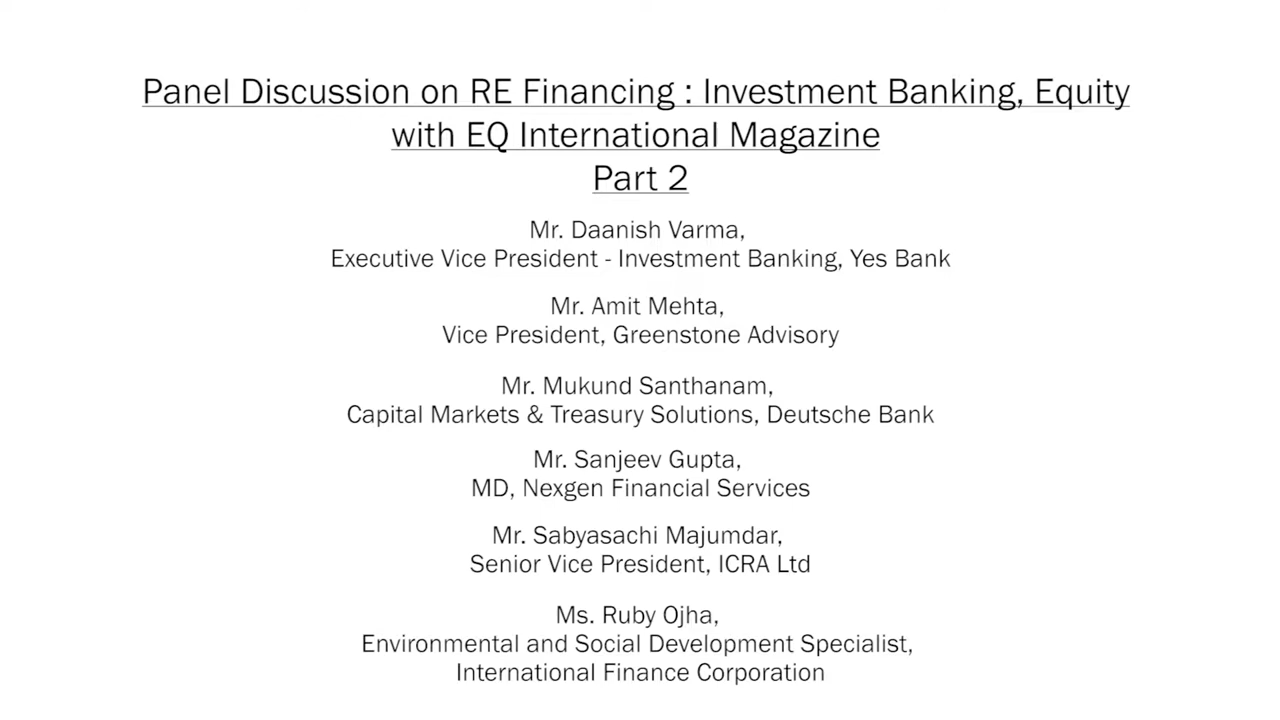 Panel Discussion on RE Financing : Investment Banking, Equity
with EQ International Magazine
Part 2
Mr. Daanish Varma,
Executive Vice President - Investment Banking, Yes Bank
Mr. Amit Mehta,
Vice President, Greenstone Advisory
Mr. Mukund Santhanam,
Capital Markets & Treasury Solutions, Deutsche Bank
Mr. Sanjeev Gupta,
MD, Nexgen Financial Services
Mr. Sabyasachi Majumdar,
Senior Vice President, ICRA Ltd
Ms. Ruby Ojha,
Environmental and Social Development Specialist,
International Finance Corporation